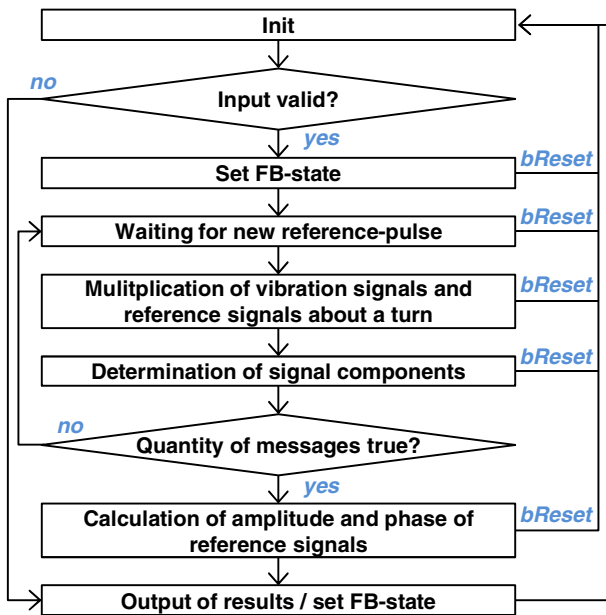 Init
no
Input valid?
yes
bReset
Set FB-state
bReset
Waiting for new reference-pulse
Mulitplication of vibration signals and
bReset
reference signals about a turn
bReset
Determination of signal components
no
Quantity of messages true?
yes
Calculation of amplitude and phase of
bReset
reference signals
Output of results / set FB-state